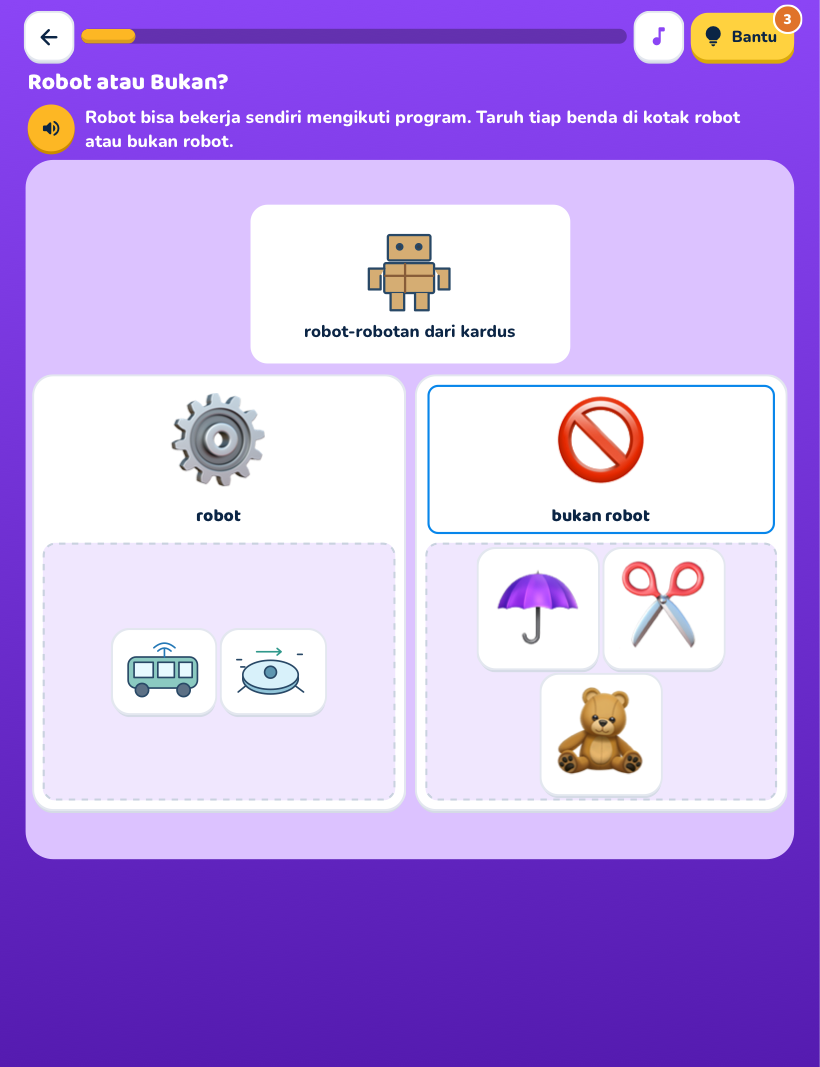 3
Bantu
Robot atau Bukan?
Robot bisa bekerja sendiri mengikuti program. Taruh tiap benda di kotak robot
atau bukan robot.
robot-robotan dari kardus
robot
bukan robot